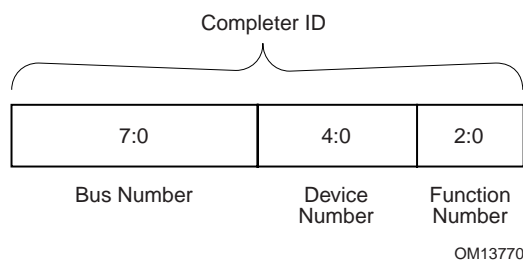 Completer ID
7:0 4:0 2:0
Bus Number Device Function
Number Number
OM13770